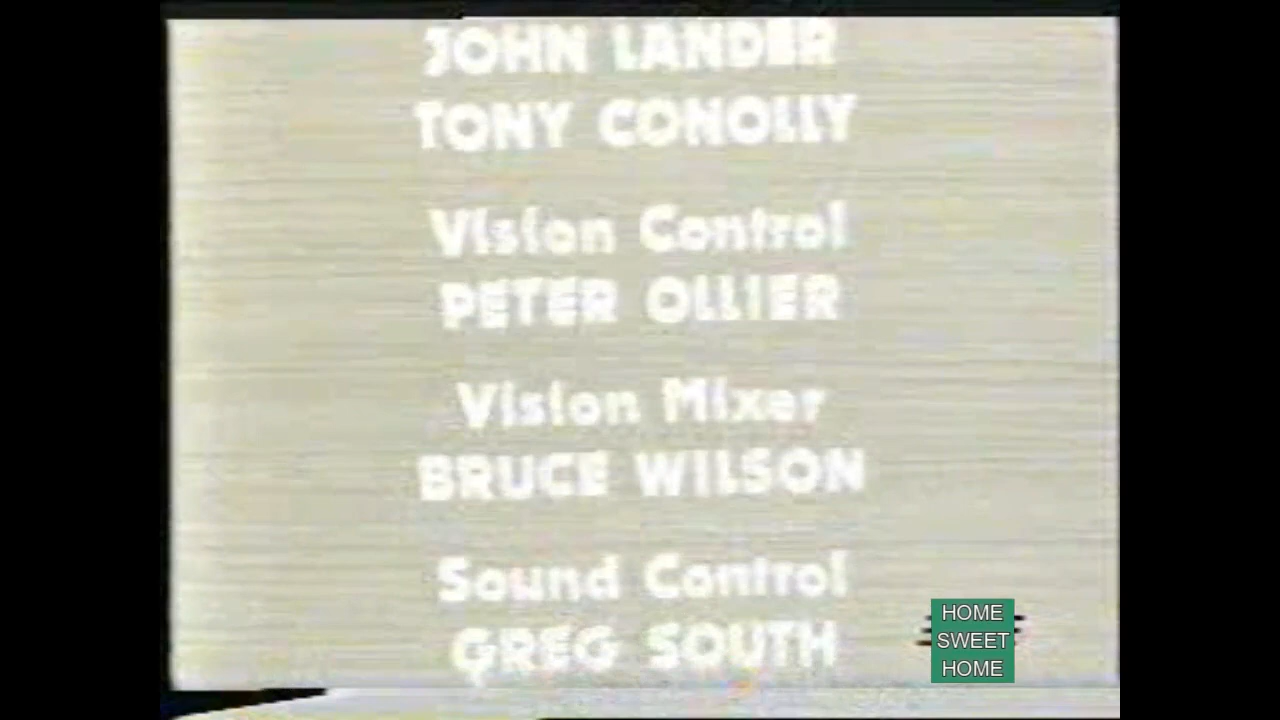 JOHN LANDER
TONY CONOLLY
Vision Control
PETER OLLIER
Vision Mixer
BRUCE WILSON
Sound Control
GREG SOUTH
HOME
SWEET
HOME